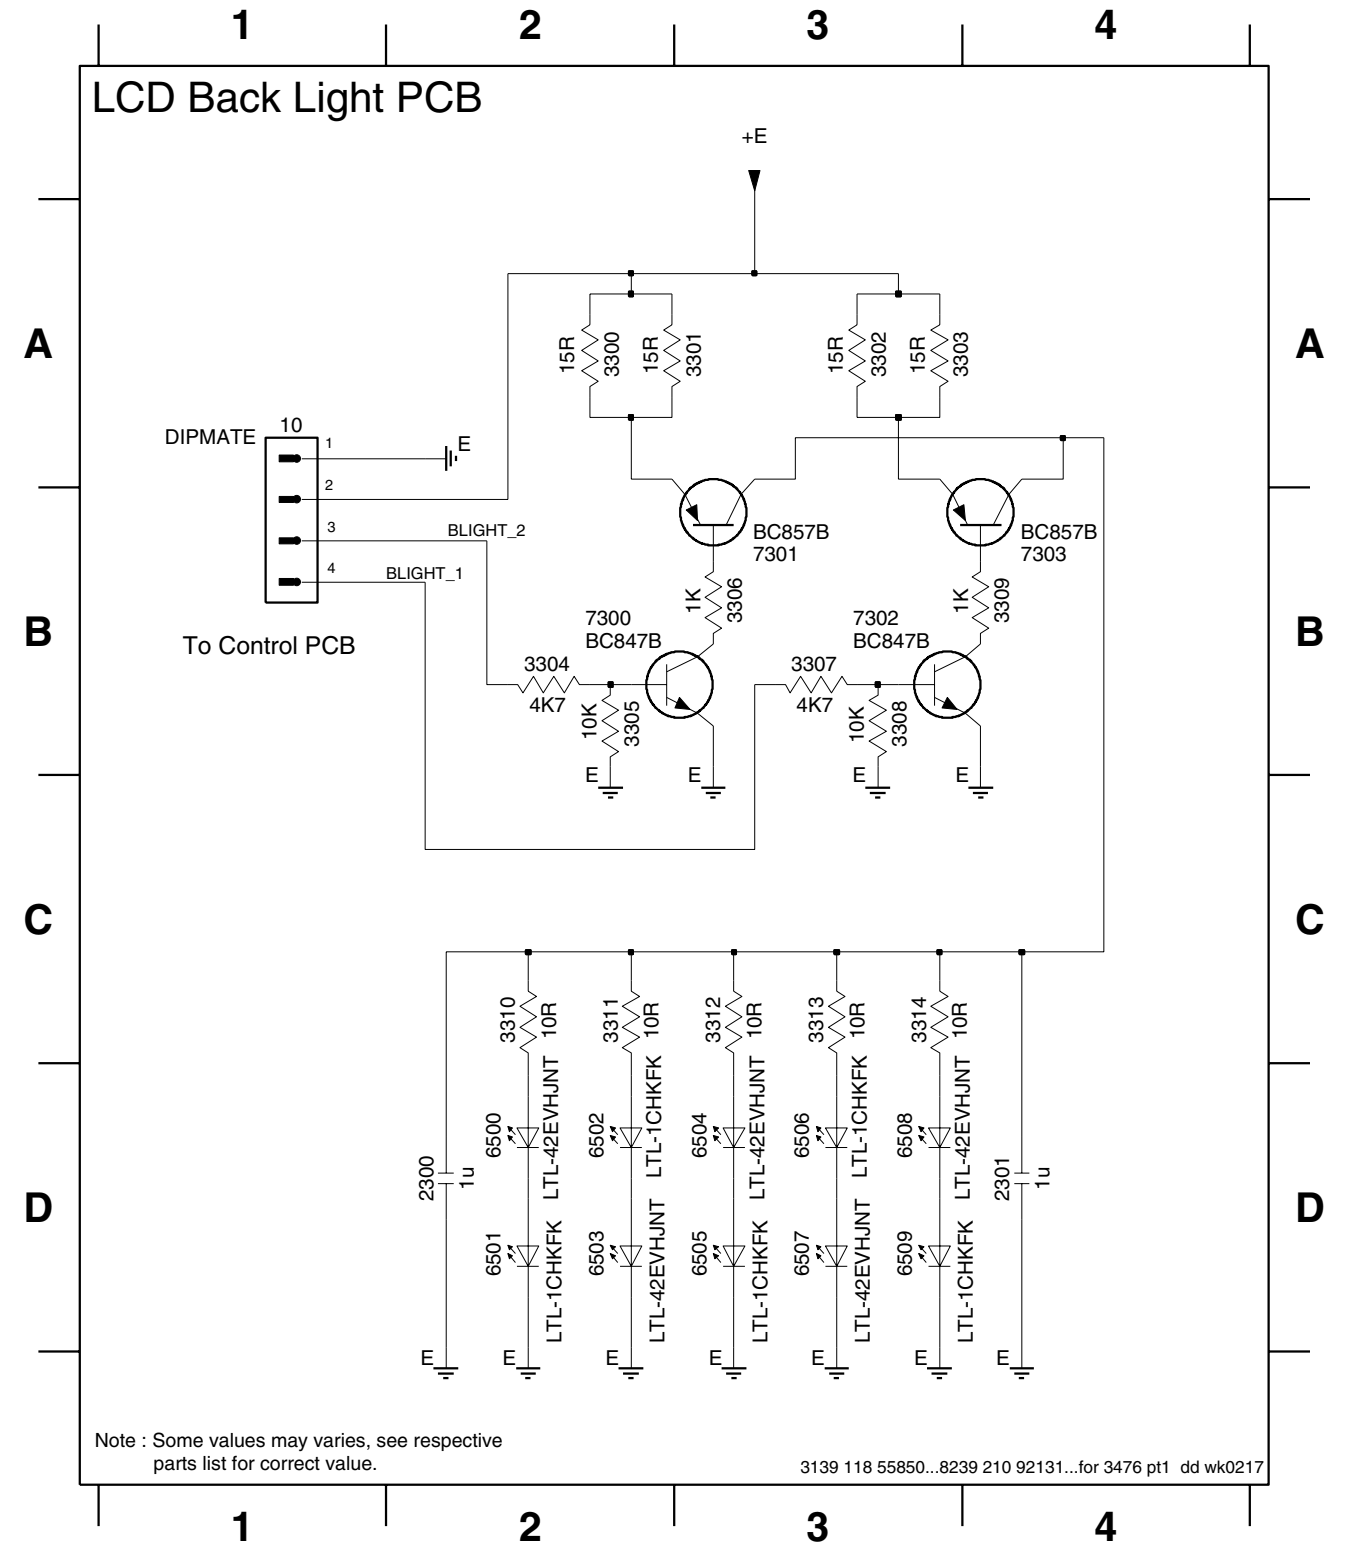 1 2 3 4
LCD Back Light PCB
+E
A A
15R 3300 15R 3301 15R 3302 15R 3303
DIPMATE 10
1 E
2
3 BLIGHT_2
4 BLIGHT_1
To Control PCB
BC857B
7301
BC857B
7303
1K 3306 1K 3309
B B
7300
BC847B
7302
BC847B
3304
4K7
10K 3305
3307
4K7
10K 3308
E E E E
C C
3310 10R 3311 10R 3312 10R 3313 10R 3314 10R
6500 LTL-42EVHJNT 6502 LTL-1CHKFK 6504 LTL-42EVHJNT 6506 LTL-1CHKFK 6508 LTL-42EVHJNT
2300 1u 2301 1u
D D
6501 LTL-1CHKFK 6503 LTL-42EVHJNT 6505 LTL-1CHKFK 6507 LTL-42EVHJNT 6509 LTL-1CHKFK
E E E E E E E
Note : Some values may varies, see respective
parts list for correct value.
3139 118 55850...8239 210 92131...for 3476 pt1 dd wk0217
1 2 3 4